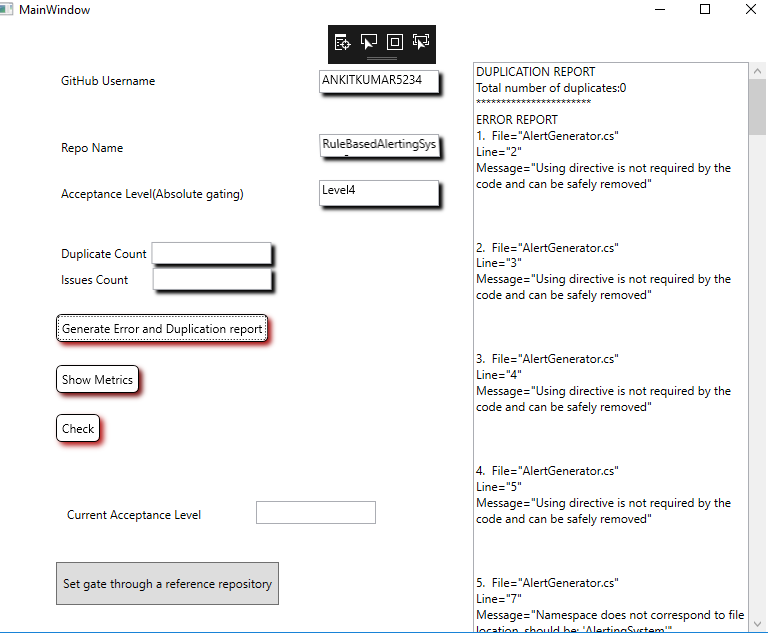 MainWindow
GitHub Username
ANKITKUMAR5234
Repo Name
RuleBasedAlertingSys
Acceptance Level(Absolute gating)
Level4
Duplicate Count
Issues Count
Generate Error and Duplication report
Show Metrics
Check
Current Acceptance Level
Set gate through a reference repository
DUPLICATION REPORT
Total number of duplicates:0
***********************
ERROR REPORT
1.  File="AlertGenerator.cs"
Line="2"
Message="Using directive is not required by the
code and can be safely removed"
2.  File="AlertGenerator.cs"
Line="3"
Message="Using directive is not required by the
code and can be safely removed"
3.  File="AlertGenerator.cs"
Line="4"
Message="Using directive is not required by the
code and can be safely removed"
4.  File="AlertGenerator.cs"
Line="5"
Message="Using directive is not required by the
code and can be safely removed"
5.  File="AlertGenerator.cs"
Line="7"
Message="Namespace does not correspond to file
location, should be: 'AlertingSystem'"